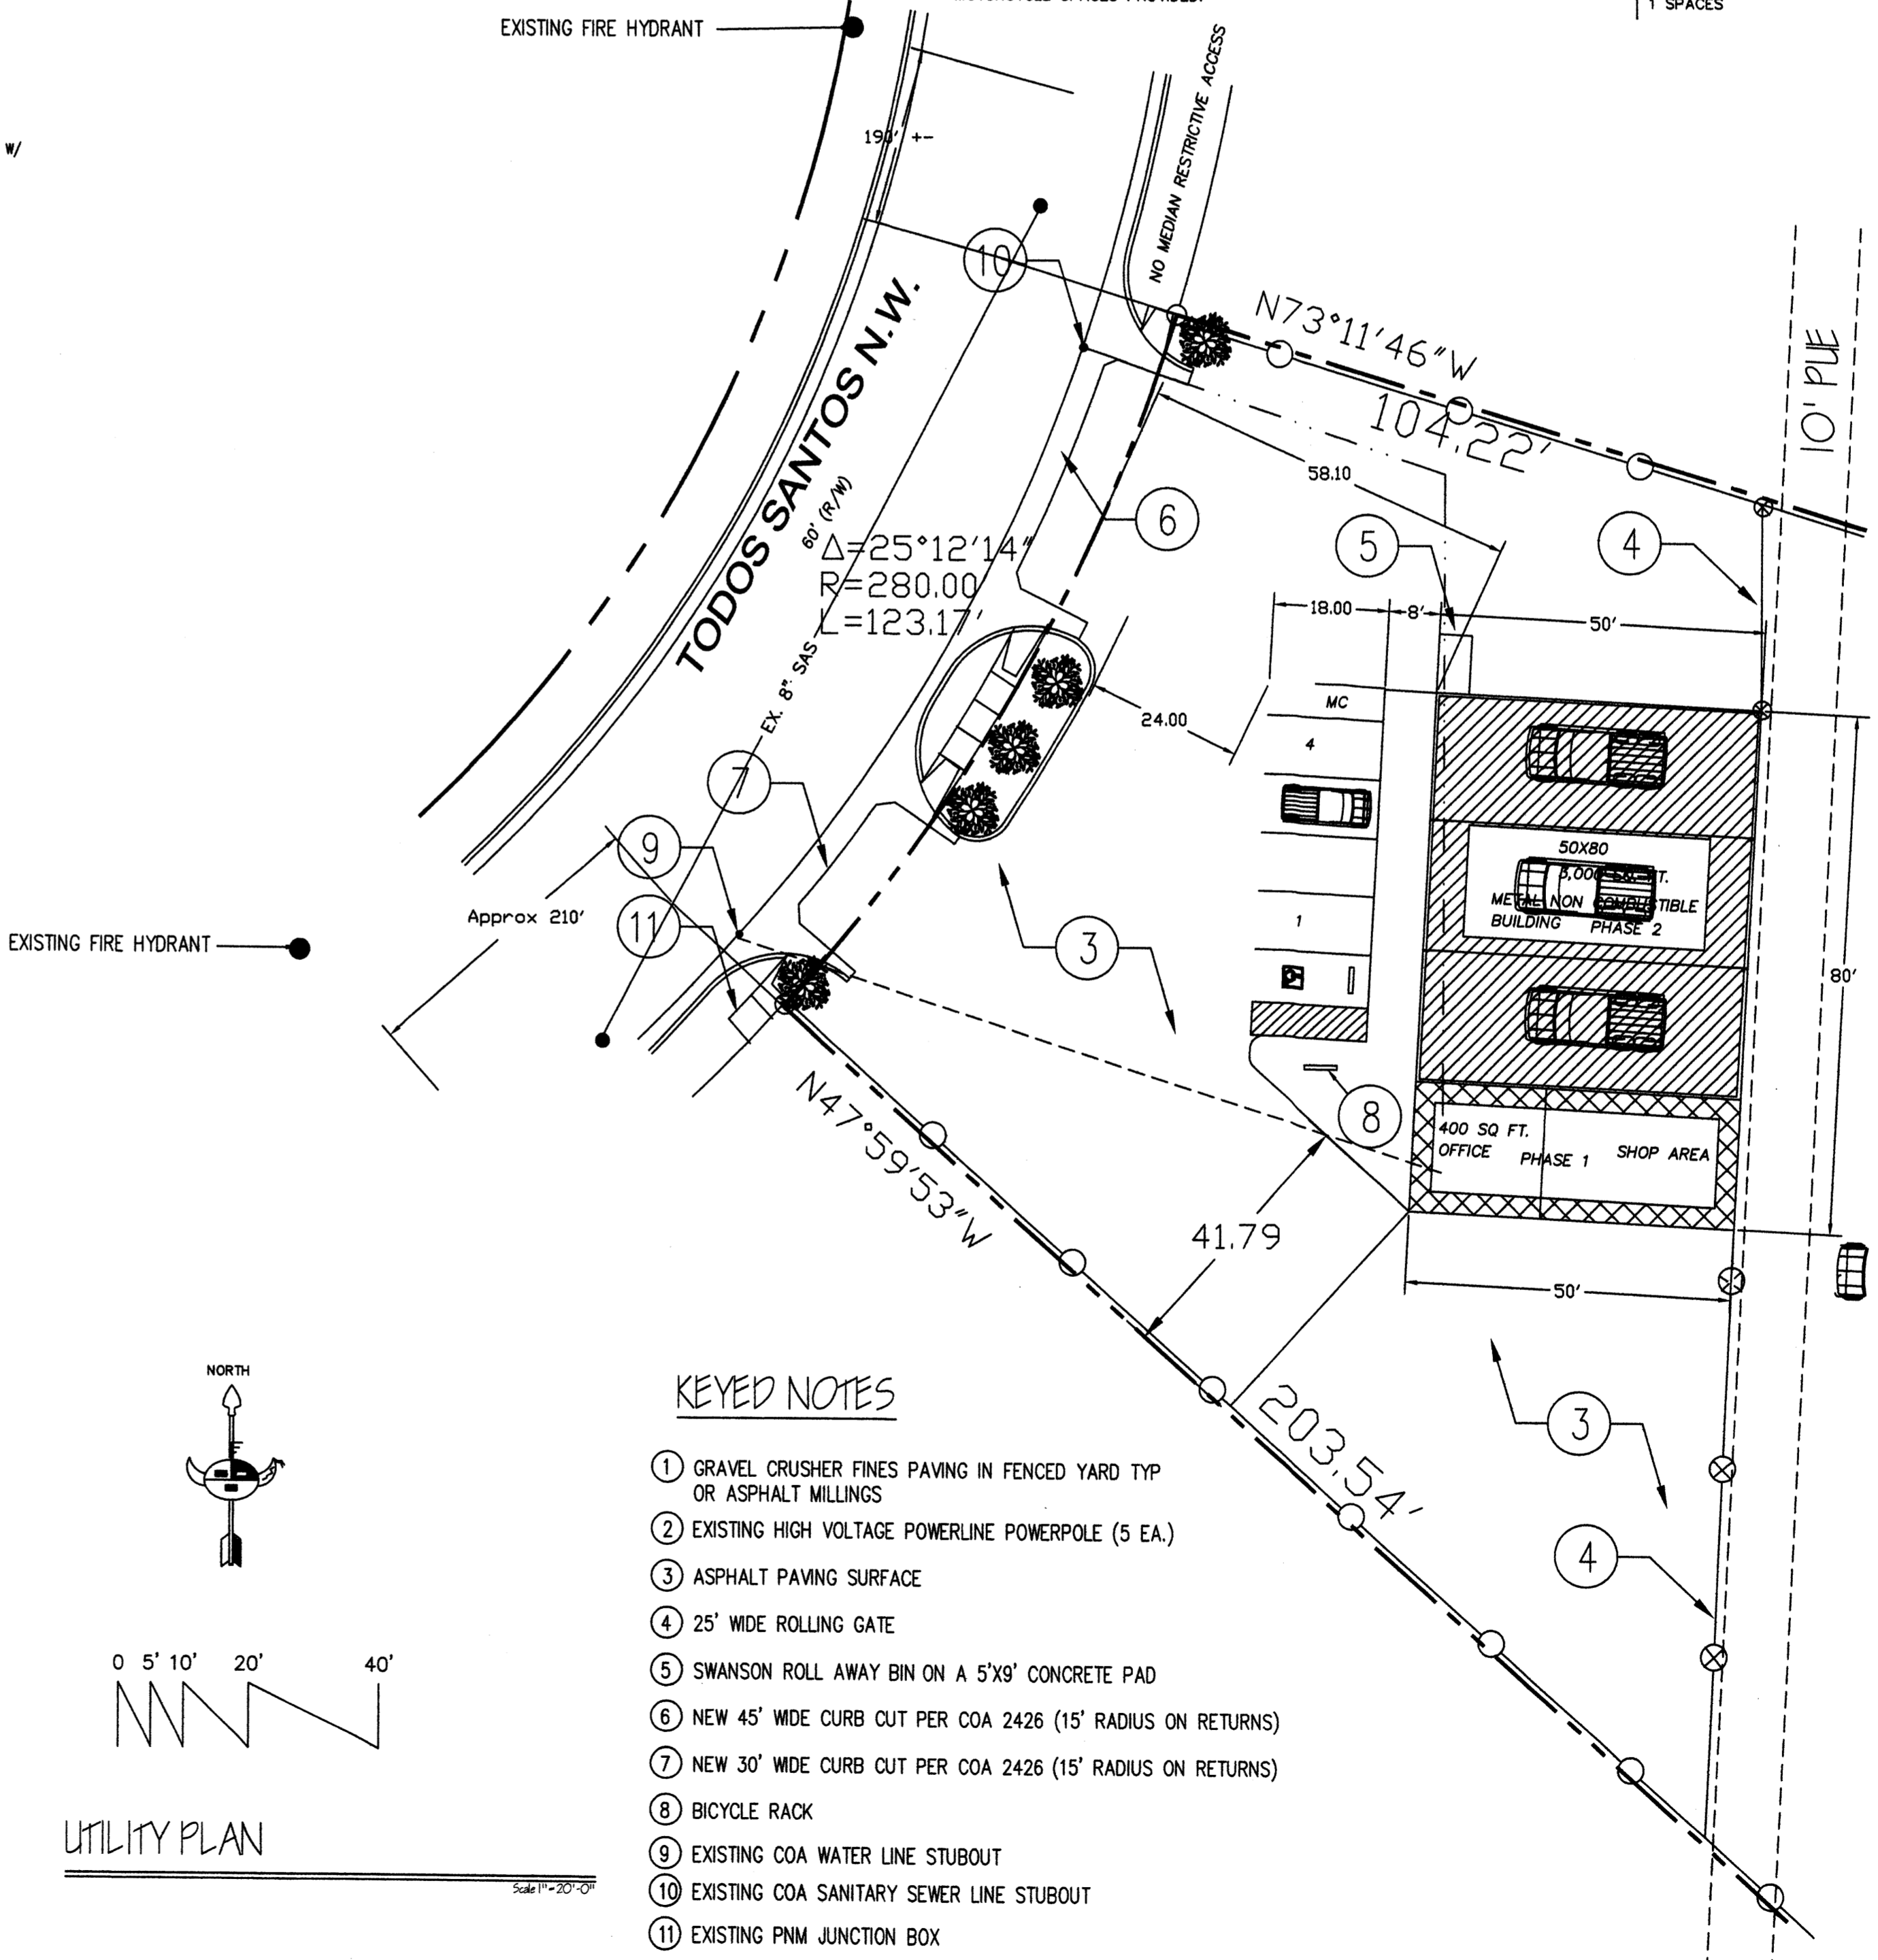 1 SPACES
EXISTING FIRE HYDRANT
W/
190' +-
NO MEDIAN RESTRICTIVE ACCESS
10
N73°11'46"W
104.22'
10' PUE
TODOS SANTOS N.W.
60' (R/W)
58.10
6
5
4
Δ=25°12'14"
R=280.00
L=123.17'
EX. 8" SAS
18.00
8'
50'
MC
4
24.00
7
9
11
Approx 210'
EXISTING FIRE HYDRANT
3
1
50X80
3,000 SQ. FT.
METAL NON COMBUSTIBLE
BUILDING PHASE 2
80'
8
400 SQ FT.
OFFICE
PHASE 1
SHOP AREA
N47°59'53"W
41.79
50'
203.54'
3
4
NORTH
KEYED NOTES
1 GRAVEL CRUSHER FINES PAVING IN FENCED YARD TYP
OR ASPHALT MILLINGS
2 EXISTING HIGH VOLTAGE POWERLINE POWERPOLE (5 EA.)
3 ASPHALT PAVING SURFACE
4 25' WIDE ROLLING GATE
5 SWANSON ROLL AWAY BIN ON A 5'X9' CONCRETE PAD
6 NEW 45' WIDE CURB CUT PER COA 2426 (15' RADIUS ON RETURNS)
7 NEW 30' WIDE CURB CUT PER COA 2426 (15' RADIUS ON RETURNS)
8 BICYCLE RACK
9 EXISTING COA WATER LINE STUBOUT
10 EXISTING COA SANITARY SEWER LINE STUBOUT
11 EXISTING PNM JUNCTION BOX
0 5' 10' 20' 40'
UTILITY PLAN
Scale 1"=20'-0"